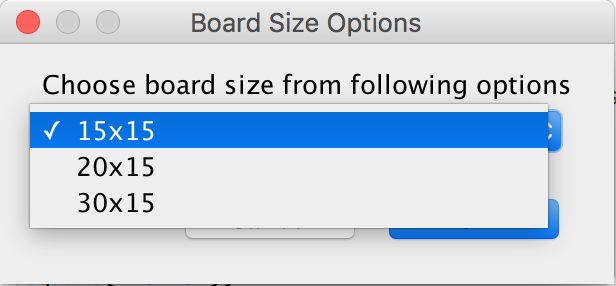 Board Size Options
Choose board size from following options
✓ 15x15
20x15
30x15